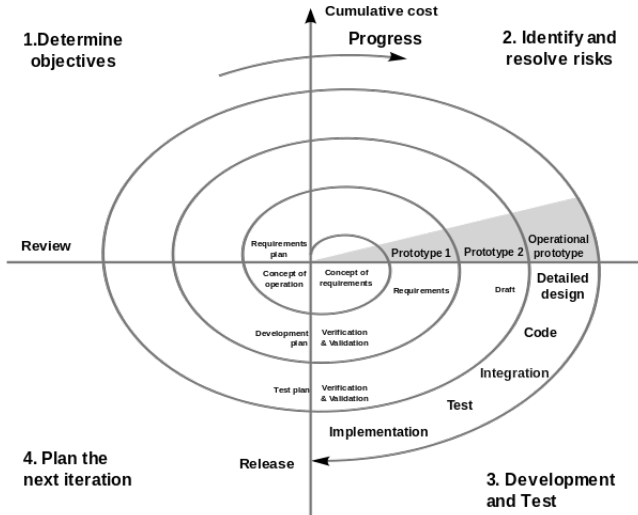 Cumulative cost
1.Determine
objectives
Progress
2. Identify and
resolve risks
Review
Requirements
plan
Prototype 1
Prototype 2
Operational
prototype
Concept of
operation
Concept of
requirements
Requirements
Draft
Detailed
design
Development
plan
Verification
& Validation
Code
Integration
Test plan
Verification
& Validation
Test
Implementation
Release
4. Plan the
next iteration
3. Development
and Test